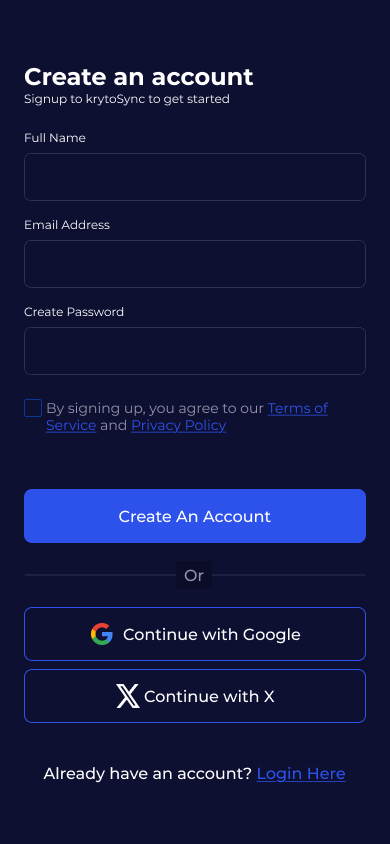 Create an account
Signup to krytoSync to get started
Full Name
Email Address
Create Password
By signing up, you agree to our Terms of
Service and Privacy Policy
Create An Account
Or
Continue with Google
Continue with X
Already have an account? Login Here